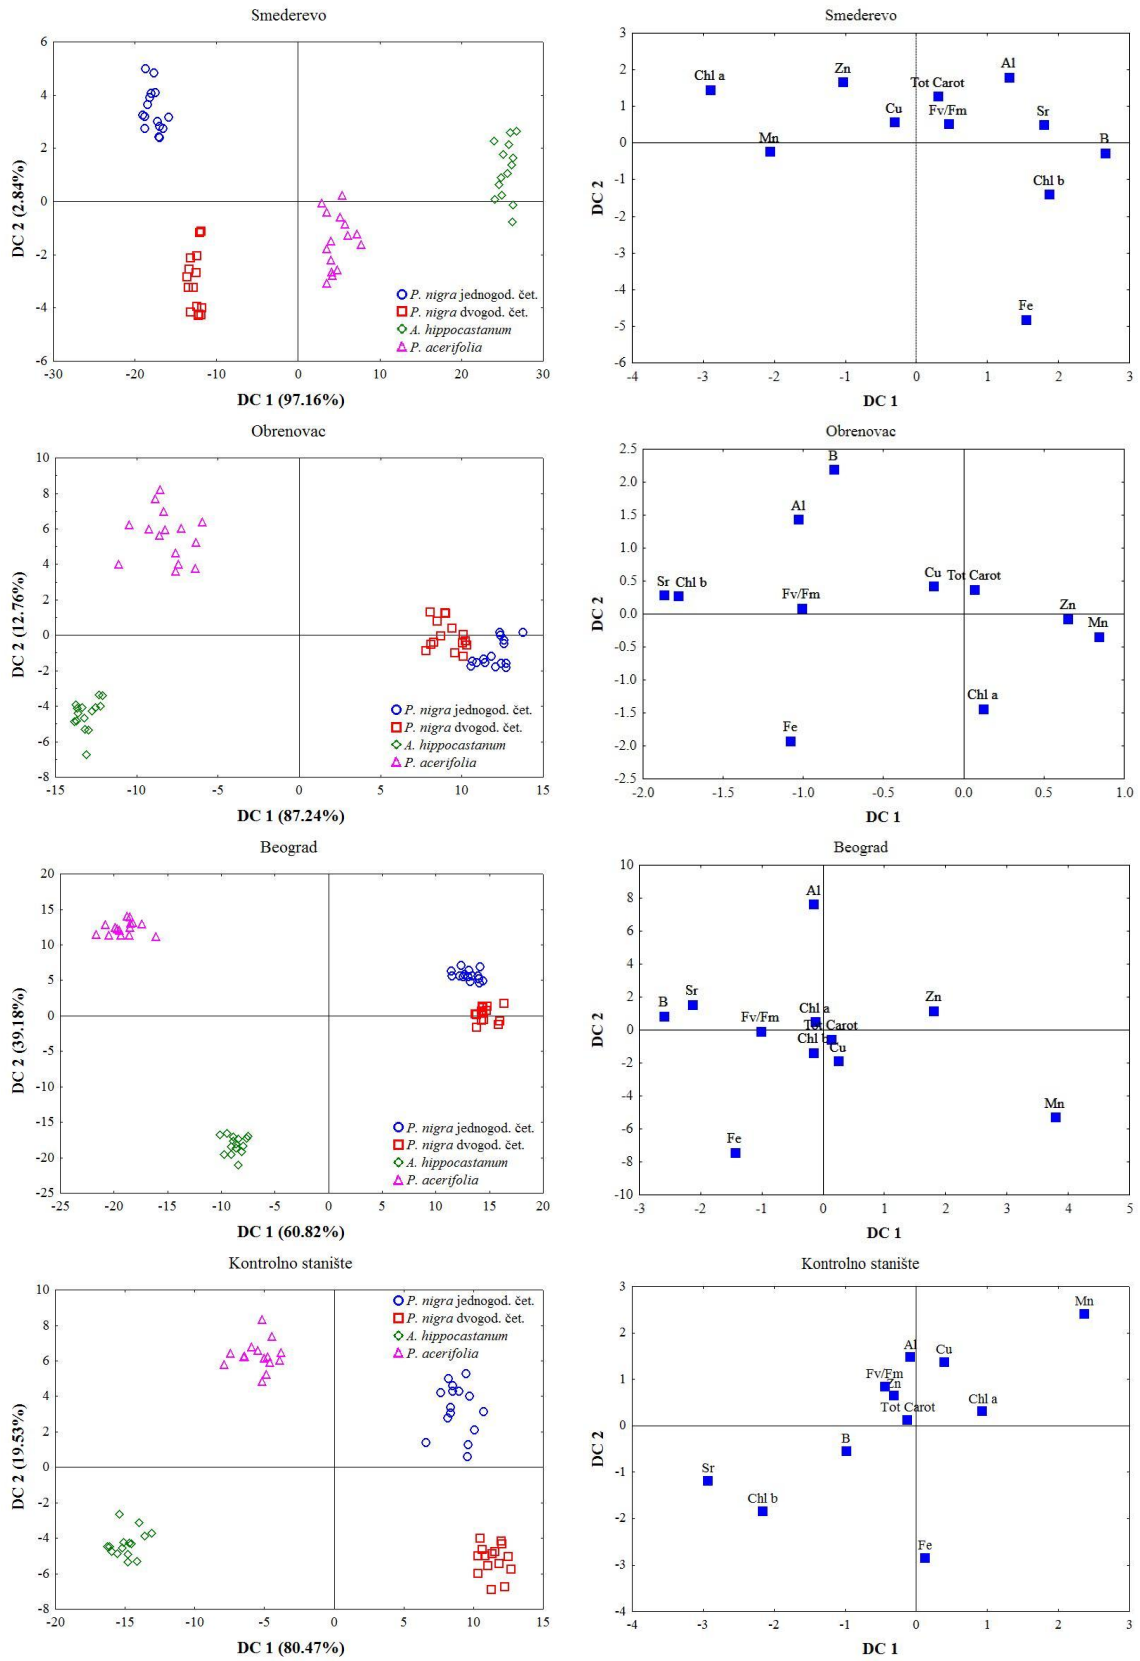 Smederevo
6
4
2
0
-2
-4
-6
DC 2 (2.84%)
P. nigra jednogod. čet.
P. nigra dvogod. čet.
A. hippocastanum
P. acerifolia
-30 -20 -10 0 10 20 30
DC 1 (97.16%)
Smederevo
3
2
1
0
-1
-2
-3
-4
-5
-6
DC 2
Chl a
Zn
Al
Tot Carot
Cu
Fv/Fm
Sr
Mn
B
Chl b
Fe
-4 -3 -2 -1 0 1 2 3
DC 1
Obrenovac
10
8
6
4
2
0
-2
-4
-6
-8
DC 2 (12.76%)
P. nigra jednogod. čet.
P. nigra dvogod. čet.
A. hippocastanum
P. acerifolia
-15 -10 -5 0 5 10 15
DC 1 (87.24%)
Obrenovac
2.5
2.0
1.5
1.0
0.5
0.0
-0.5
-1.0
-1.5
-2.0
-2.5
DC 2
B
Al
Sr Chl b
Fv/Fm
Cu Tot Carot
Zn
Mn
Chl a
Fe
-2.0 -1.5 -1.0 -0.5 0.0 0.5 1.0
DC 1
Beograd
20
15
10
5
0
-5
-10
-15
-20
-25
DC 2 (39.18%)
P. nigra jednogod. čet.
P. nigra dvogod. čet.
A. hippocastanum
P. acerifolia
-25 -20 -15 -10 -5 0 5 10 15 20
DC 1 (60.82%)
Beograd
10
8
6
4
2
0
-2
-4
-6
-8
-10
DC 2
Al
B
Sr
Fv/Fm
Chl a
Tot Carot
Chl b
Cu
Zn
Mn
Fe
-3 -2 -1 0 1 2 3 4 5
DC 1
Kontrolno stanište
10
8
6
4
2
0
-2
-4
-6
-8
DC 2 (19.53%)
P. nigra jednogod. čet.
P. nigra dvogod. čet.
A. hippocastanum
P. acerifolia
-20 -15 -10 -5 0 5 10 15
DC 1 (80.47%)
Kontrolno stanište
3
2
1
0
-1
-2
-3
-4
DC 2
Mn
Al
Cu
Fv/Fm
Zn
Tot Carot
Chl a
B
Sr
Chl b
Fe
-4 -3 -2 -1 0 1 2 3
DC 1